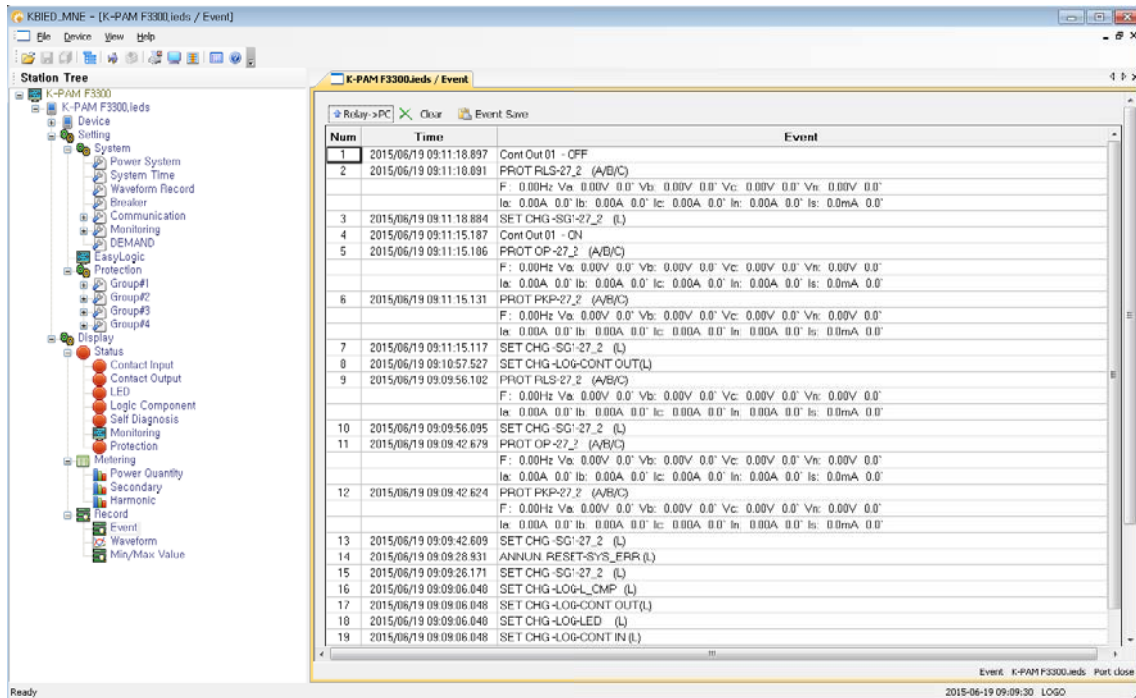 KBIED_MNE - [K-PAM F3300.ieds / Event]
File Device View Help
Station Tree
K-PAM F3300
K-PAM F3300.ieds
Device
Setting
System
Power System
System Time
Waveform Record
Breaker
Communication
Monitoring
DEMAND
EasyLogic
Protection
Group#1
Group#2
Group#3
Group#4
Display
Status
Contact Input
Contact Output
LED
Logic Component
Self Diagnosis
Monitoring
Protection
Metering
Power Quantity
Secondary
Harmonic
Record
Event
Waveform
Min/Max Value
K-PAM F3300.ieds / Event
Relay->PC Clear Event Save
Num Time Event
1 2015/06/19 09:11:18.897 Cont Out 01 - OFF
2 2015/06/19 09:11:18.891 PROT RLS-27_2 (A/B/C)
F: 0.00Hz Va: 0.00V 0.0° Vb: 0.00V 0.0° Vc: 0.00V 0.0° Vn: 0.00V 0.0°
Ia: 0.00A 0.0° Ib: 0.00A 0.0° Ic: 0.00A 0.0° In: 0.00A 0.0° Is: 0.0mA 0.0°
3 2015/06/19 09:11:18.884 SET CHG-SG1-27_2 (L)
4 2015/06/19 09:11:15.187 Cont Out 01 - ON
5 2015/06/19 09:11:15.186 PROT OP-27_2 (A/B/C)
F: 0.00Hz Va: 0.00V 0.0° Vb: 0.00V 0.0° Vc: 0.00V 0.0° Vn: 0.00V 0.0°
Ia: 0.00A 0.0° Ib: 0.00A 0.0° Ic: 0.00A 0.0° In: 0.00A 0.0° Is: 0.0mA 0.0°
6 2015/06/19 09:11:15.131 PROT PKP-27_2 (A/B/C)
F: 0.00Hz Va: 0.00V 0.0° Vb: 0.00V 0.0° Vc: 0.00V 0.0° Vn: 0.00V 0.0°
Ia: 0.00A 0.0° Ib: 0.00A 0.0° Ic: 0.00A 0.0° In: 0.00A 0.0° Is: 0.0mA 0.0°
7 2015/06/19 09:11:15.117 SET CHG-SG1-27_2 (L)
8 2015/06/19 09:10:57.527 SET CHG-LOG-CONT OUT(L)
9 2015/06/19 09:09:56.102 PROT RLS-27_2 (A/B/C)
F: 0.00Hz Va: 0.00V 0.0° Vb: 0.00V 0.0° Vc: 0.00V 0.0° Vn: 0.00V 0.0°
Ia: 0.00A 0.0° Ib: 0.00A 0.0° Ic: 0.00A 0.0° In: 0.00A 0.0° Is: 0.0mA 0.0°
10 2015/06/19 09:09:56.095 SET CHG-SG1-27_2 (L)
11 2015/06/19 09:09:42.679 PROT OP-27_2 (A/B/C)
F: 0.00Hz Va: 0.00V 0.0° Vb: 0.00V 0.0° Vc: 0.00V 0.0° Vn: 0.00V 0.0°
Ia: 0.00A 0.0° Ib: 0.00A 0.0° Ic: 0.00A 0.0° In: 0.00A 0.0° Is: 0.0mA 0.0°
12 2015/06/19 09:09:42.624 PROT PKP-27_2 (A/B/C)
F: 0.00Hz Va: 0.00V 0.0° Vb: 0.00V 0.0° Vc: 0.00V 0.0° Vn: 0.00V 0.0°
Ia: 0.00A 0.0° Ib: 0.00A 0.0° Ic: 0.00A 0.0° In: 0.00A 0.0° Is: 0.0mA 0.0°
13 2015/06/19 09:09:42.609 SET CHG-SG1-27_2 (L)
14 2015/06/19 09:09:28.931 ANNUN. RESET-SYS_ERR (L)
15 2015/06/19 09:09:26.171 SET CHG-SG1-27_2 (L)
16 2015/06/19 09:09:06.048 SET CHG-LOG-L_CMP (L)
17 2015/06/19 09:09:06.048 SET CHG-LOG-CONT OUT(L)
18 2015/06/19 09:09:06.048 SET CHG-LOG-LED (L)
19 2015/06/19 09:09:06.048 SET CHG-LOG-CONT IN (L)
Event K-PAM F3300.ieds Port close
Ready 2015-06-19 09:09:30 LOGO